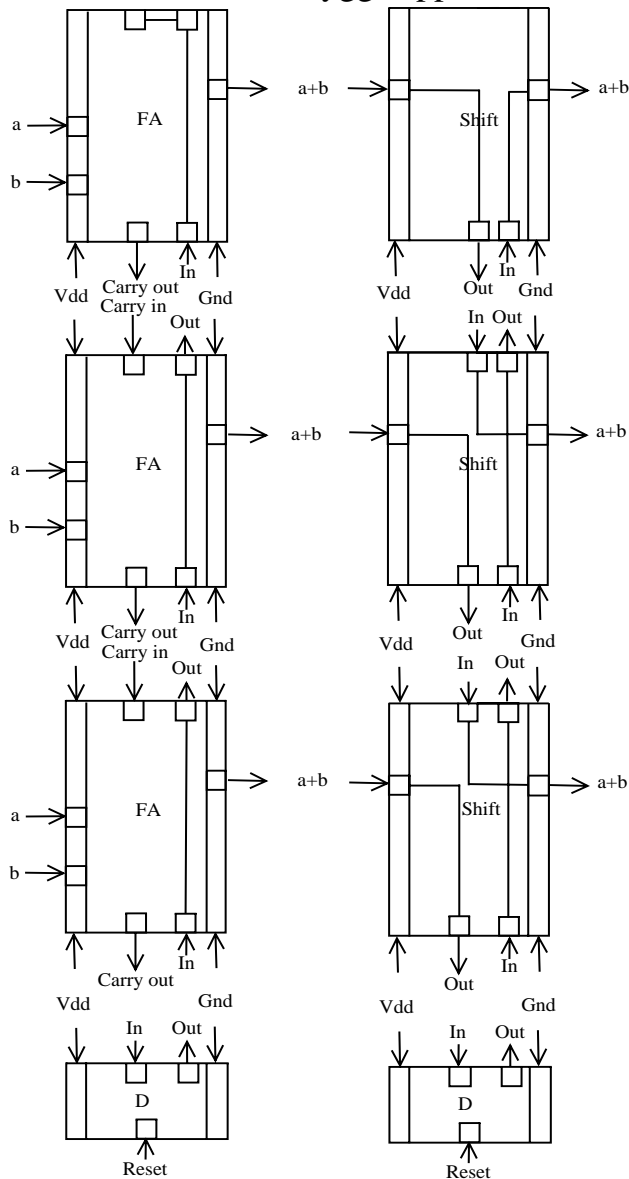 FA
a
b
a+b
Shift
a+b
Vdd
Carry out
In
Gnd
Carry in
Out
Vdd
Out
In
Gnd
In
Out
FA
a
b
a+b
Shift
a+b
Vdd
Carry out
In
Gnd
Carry in
Out
Vdd
Out
In
Gnd
In
Out
FA
a
b
a+b
Shift
a+b
Carry out
In
Vdd
Gnd
In
Out
Out
In
Vdd
Gnd
In
Out
D
Reset
D
Reset